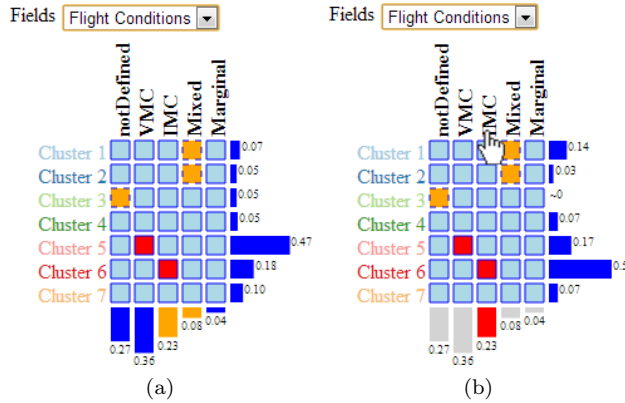 Fields Flight Conditions
Fields Flight Conditions
notDefined
VMC
IMC
Mixed
Marginal
notDefined
VMC
IMC
Mixed
Marginal
Cluster 1 0.07
Cluster 2 0.05
Cluster 3 0.05
Cluster 4 0.05
Cluster 5 0.47
Cluster 6 0.18
Cluster 7 0.10
0.27 0.36 0.23 0.08 0.04
Cluster 1 0.14
Cluster 2 0.03
Cluster 3 ~0
Cluster 4 0.07
Cluster 5 0.17
Cluster 6
Cluster 7 0.07
0.27 0.36 0.23 0.08 0.04
(a)
(b)